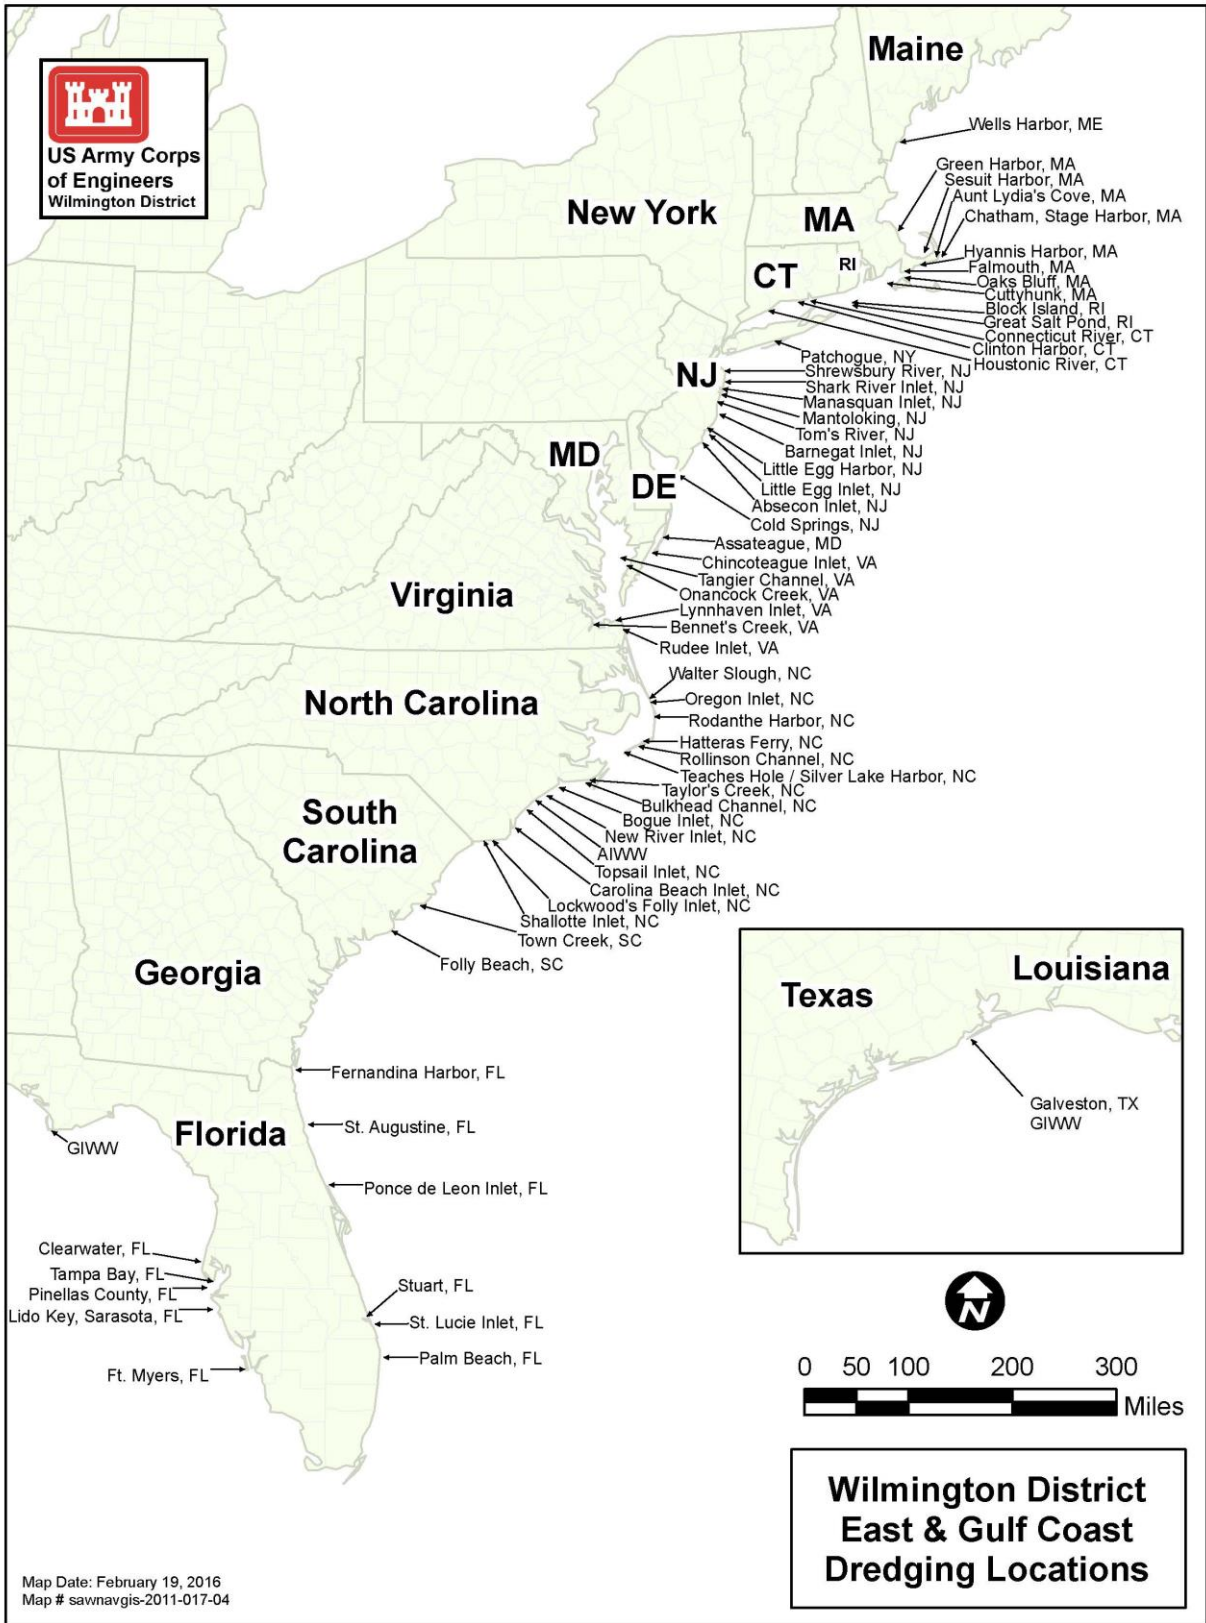 Maine
US Army Corps
of Engineers
Wilmington District
Wells Harbor, ME
Green Harbor, MA
Sesuit Harbor, MA
Aunt Lydia's Cove, MA
Chatham, Stage Harbor, MA
New York
MA
Hyannis Harbor, MA
RI
Falmouth, MA
CT
Oaks Bluff, MA
Cuttyhunk, MA
Block Island, RI
Great Salt Pond, RI
Connecticut River, CT
Clinton Harbor, CT
Houstonic River, CT
Patchogue, NY
Shrewsbury River, NJ
NJ
Shark River Inlet, NJ
Manasquan Inlet, NJ
Mantoloking, NJ
Tom's River, NJ
Barnegat Inlet, NJ
MD
Little Egg Harbor, NJ
DE
Little Egg Inlet, NJ
Absecon Inlet, NJ
Cold Springs, NJ
Assateague, MD
Chincoteague Inlet, VA
Tangier Channel, VA
Virginia
Onancock Creek, VA
Lynnhaven Inlet, VA
Bennet's Creek, VA
Rudee Inlet, VA
Walter Slough, NC
North Carolina
Oregon Inlet, NC
Rodanthe Harbor, NC
Hatteras Ferry, NC
Rollinson Channel, NC
Teaches Hole / Silver Lake Harbor, NC
Taylor's Creek, NC
Bulkhead Channel, NC
South
Carolina
Bogue Inlet, NC
New River Inlet, NC
AIWW
Topsail Inlet, NC
Carolina Beach Inlet, NC
Lockwood's Folly Inlet, NC
Shallotte Inlet, NC
Town Creek, SC
Folly Beach, SC
Georgia
Louisiana
Texas
Fernandina Harbor, FL
Galveston, TX
GIWW
St. Augustine, FL
Florida
GIWW
Ponce de Leon Inlet, FL
Clearwater, FL
Tampa Bay, FL
Pinellas County, FL
Lido Key, Sarasota, FL
Stuart, FL
St. Lucie Inlet, FL
Palm Beach, FL
Ft. Myers, FL
N
0 50 100 200 300
Miles
Wilmington District
East & Gulf Coast
Dredging Locations
Map Date: February 19, 2016
Map # sawnavgis-2011-017-04